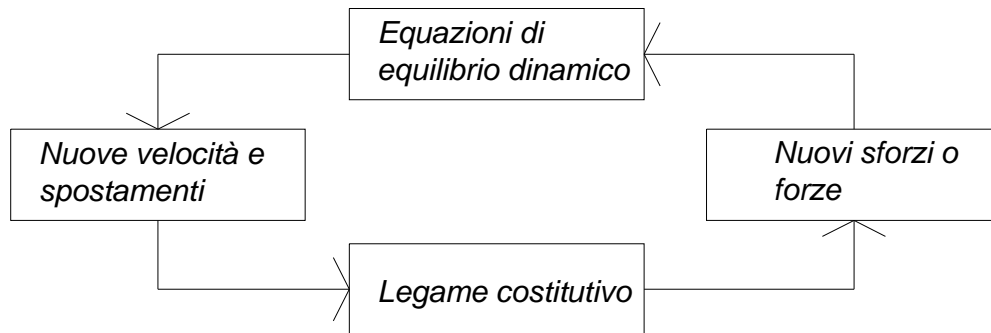 Equazioni di
equilibrio dinamico
Nuove velocità e
spostamenti
Nuovi sforzi o
forze
Legame costitutivo